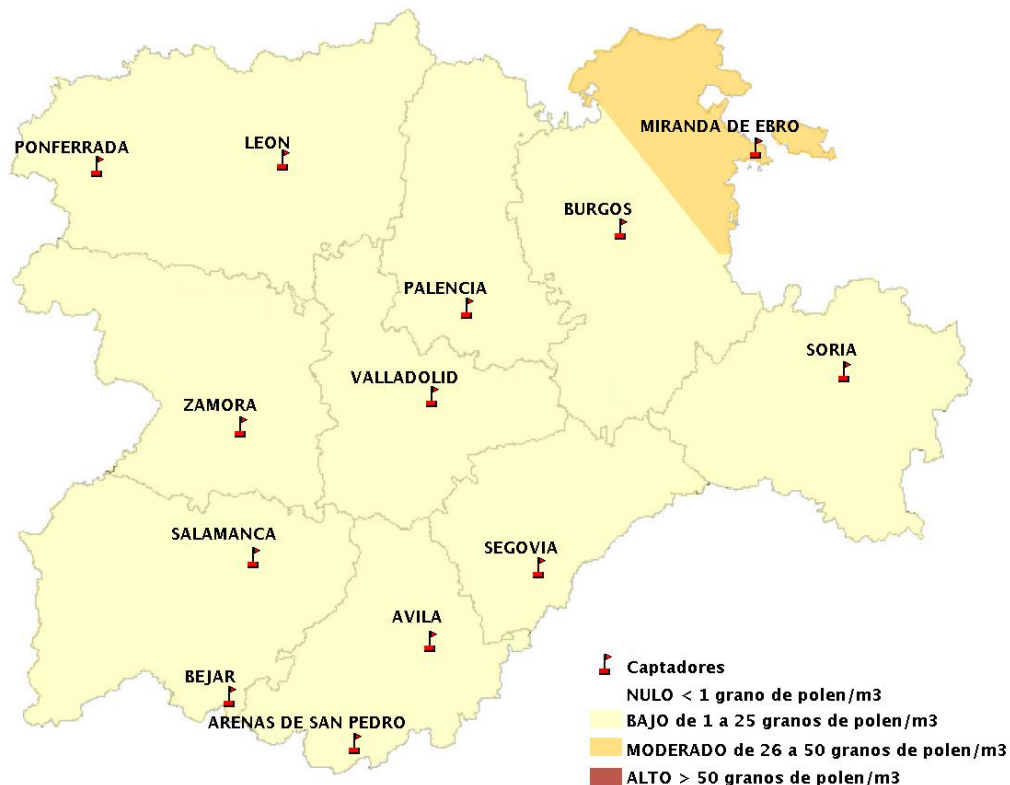 MIRANDA DE EBRO
PONFERRADA
LEON
BURGOS
PALENCIA
SORIA
VALLADOLID
ZAMORA
SALAMANCA
SEGOVIA
AVILA
BEJAR
ARENAS DE SAN PEDRO
Captadores
NULO < 1 grano de polen/m3
BAJO de 1 a 25 granos de polen/m3
MODERADO de 26 a 50 granos de polen/m3
ALTO > 50 granos de polen/m3